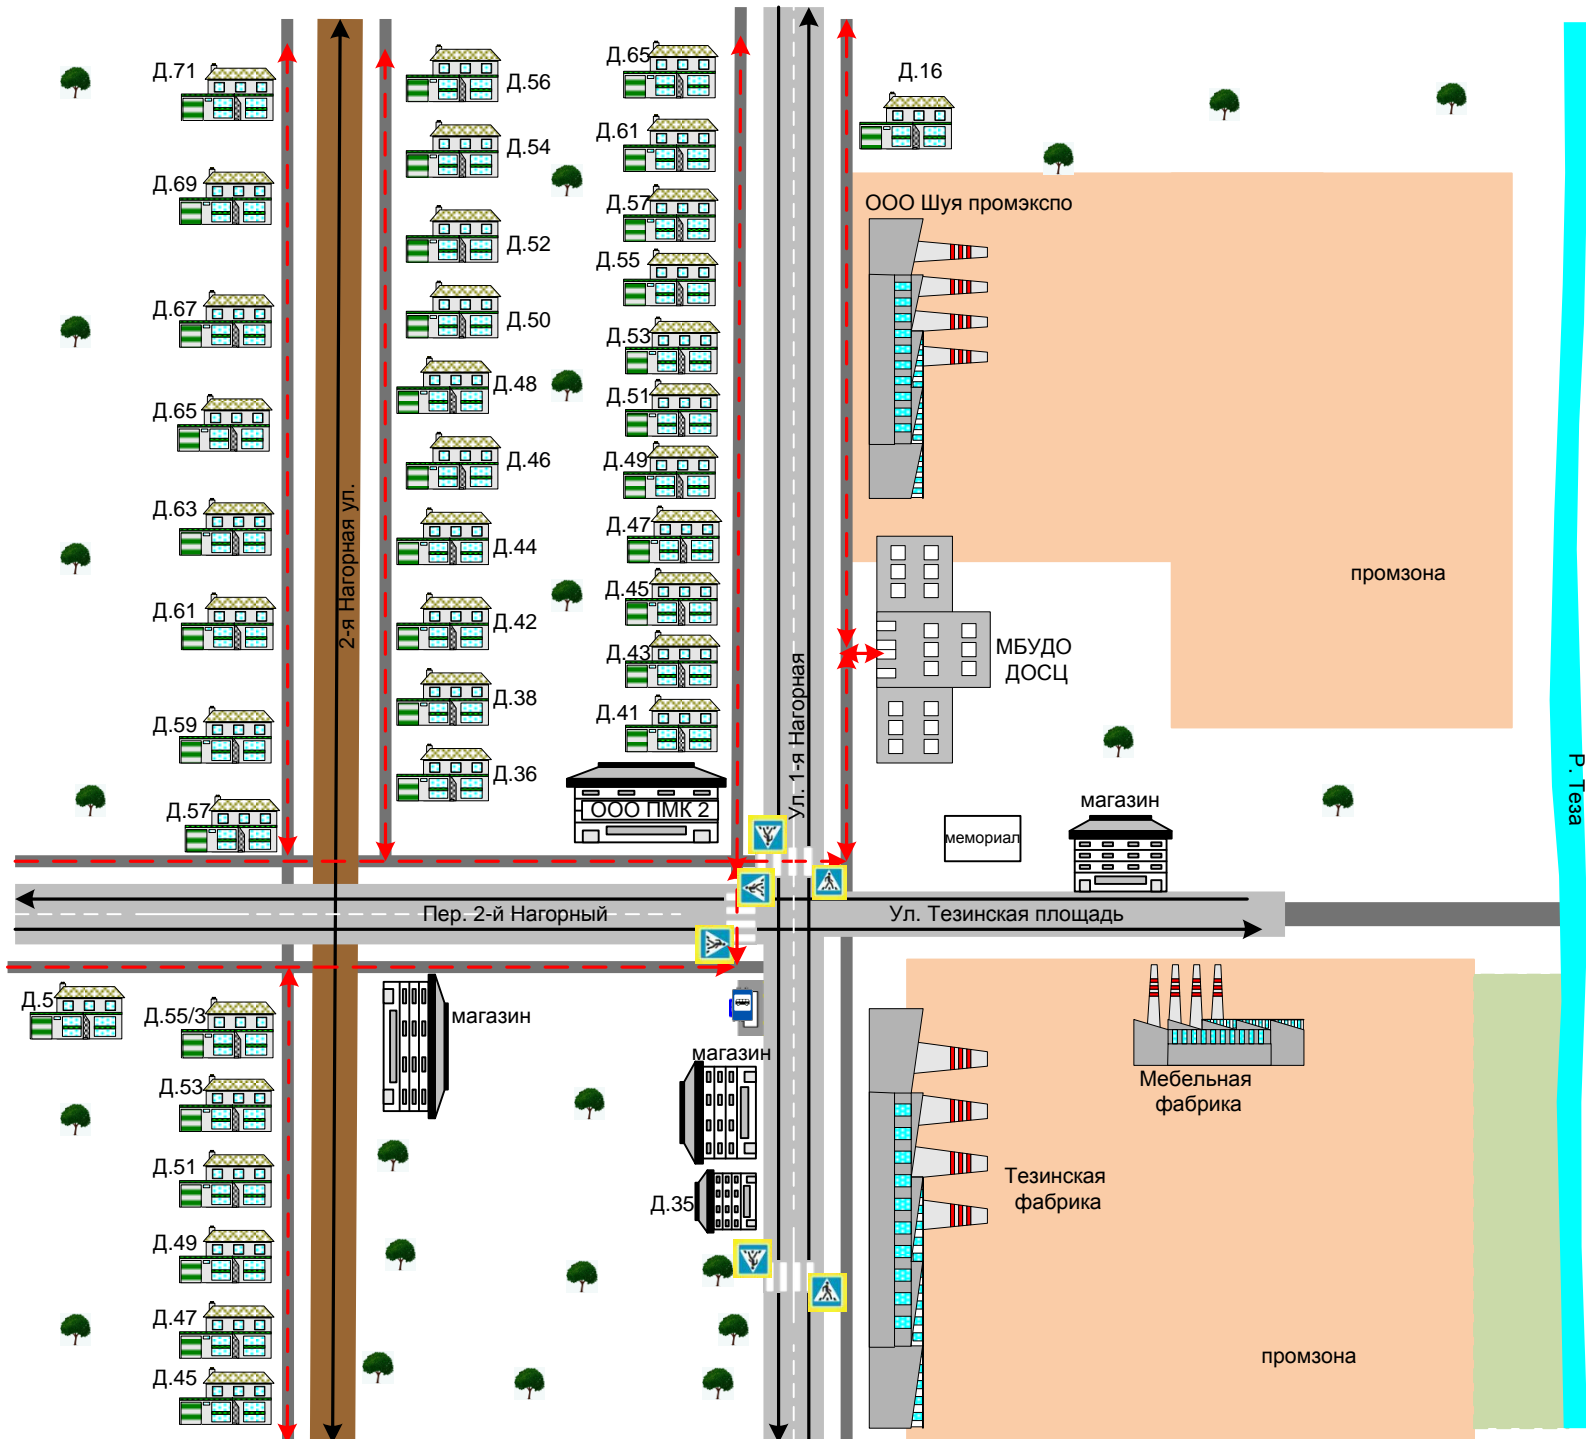 Д.71
Д.69
Д.67
Д.65
Д.63
Д.61
Д.59
Д.57
2-я Нагорная ул.
Д.56
Д.54
Д.52
Д.50
Д.48
Д.46
Д.44
Д.42
Д.38
Д.36
Д.65
Д.61
Д.57
Д.55
Д.53
Д.51
Д.49
Д.47
Д.45
Д.43
Д.41
ООО ПМК 2
Ул. 1-я Нагорная
Д.16
ООО Шуя промэкспо
промзона
МБУДО
ДОСЦ
мемориал
магазин
Р. Теза
Пер. 2-й Нагорный
Ул. Тезинская площадь
Д.5
Д.55/3
Д.53
Д.51
Д.49
Д.47
Д.45
магазин
магазин
Д.35
Мебельная
фабрика
Тезинская
фабрика
промзона